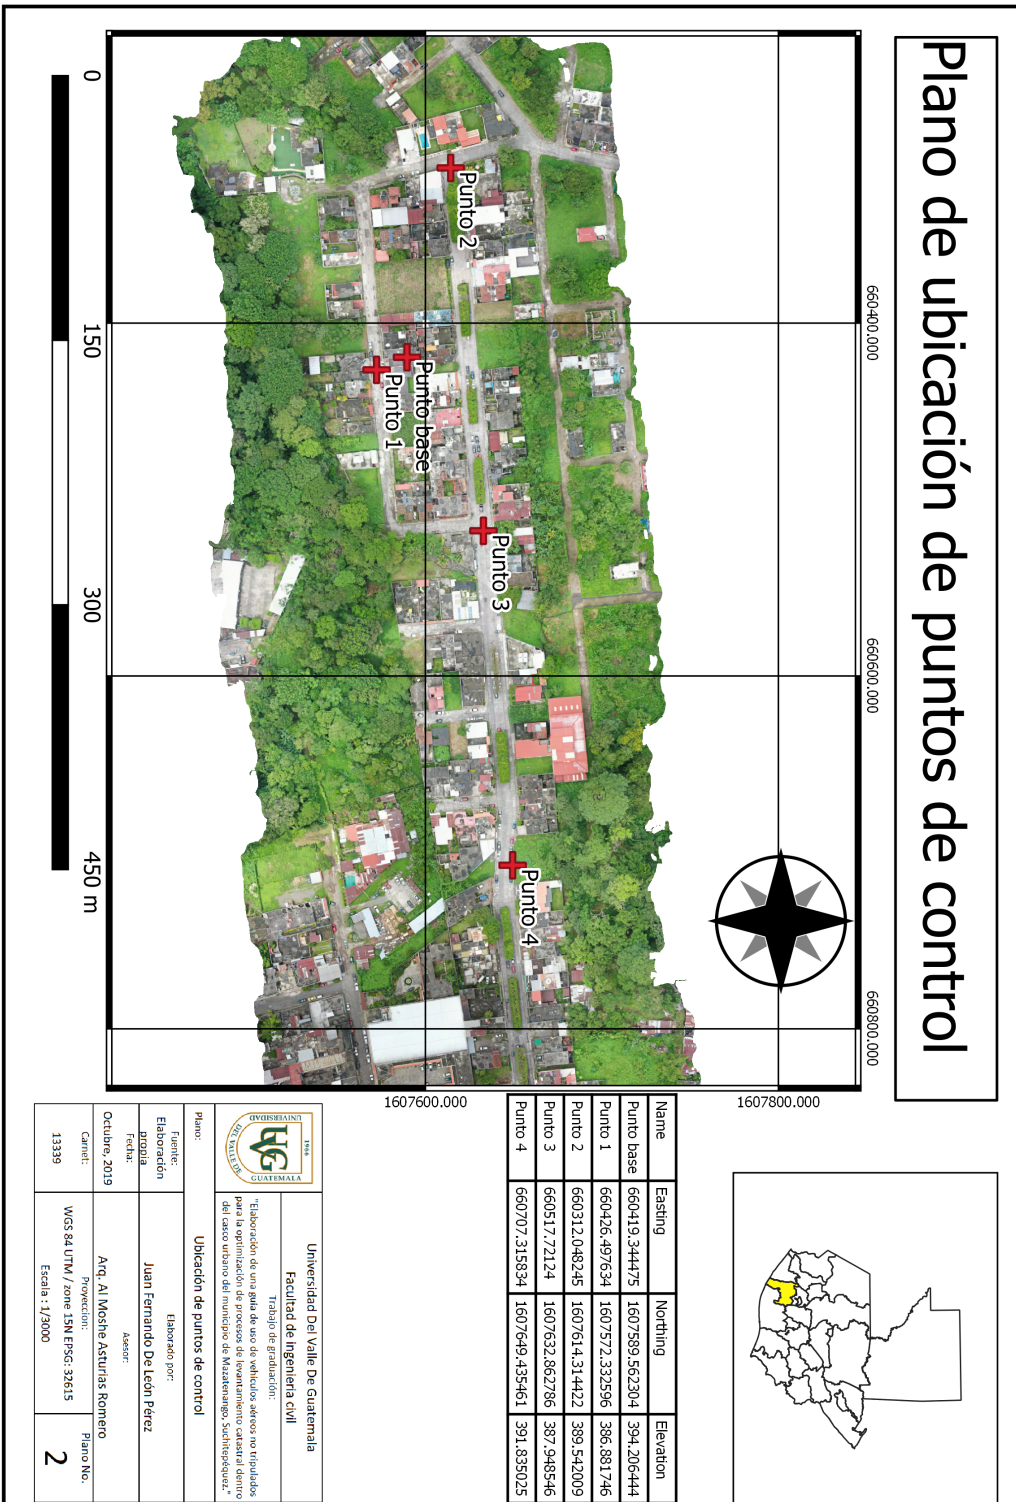 Plano de ubicación de puntos de control
660400.000
660600.000
660800.000
1607800.000
1607600.000
Punto 2
Punto base
Punto 1
Punto 3
Punto 4
0 150 300 450 m
Name Easting Northing Elevation
Punto base 660419.344475 1607589.562304 394.206444
Punto 1 660426.497634 1607572.332596 386.881746
Punto 2 660312.048245 1607614.314422 389.542009
Punto 3 660517.72124 1607632.862786 387.948546
Punto 4 660707.315834 1607649.435461 391.835025
1966
UNIVERSIDAD
DEL VALLE DE
GUATEMALA
UVG
Universidad Del Valle De Guatemala
Facultad de ingenieria civil
Trabajo de graduación:
"Elaboración de una guía de uso de vehículos aéreos no tripulados
para la optimización de procesos de levantamiento catastral dentro
del casco urbano del municipio de Mazatenango, Suchitepéquez."
Plano:
Ubicación de puntos de control
Fuente:
Elaboración
propia
Elaborado por:
Juan Fernando De León Pérez
Fecha:
Octubre, 2019
Asesor:
Arq. Al Moshe Asturias Romero
Carnet:
13339
Proyeccion:
WGS 84 UTM / zone 15N EPSG: 32615
Escala : 1/3000
Plano No.
2